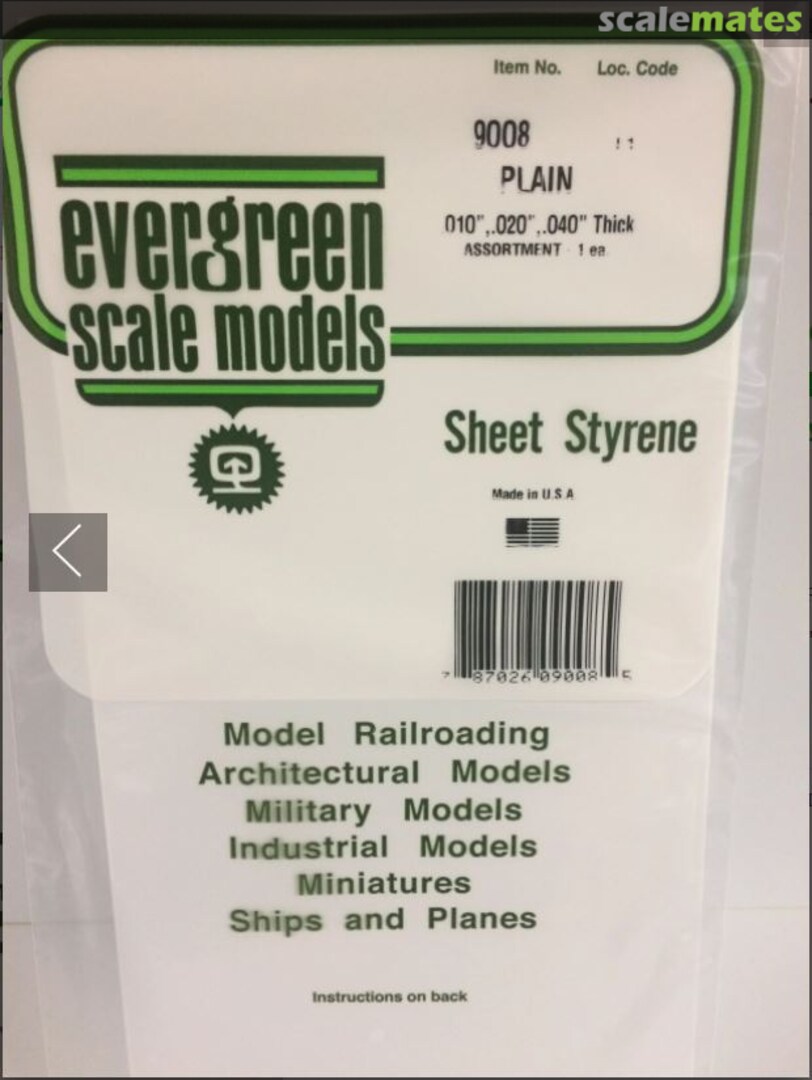 scalemates
Item No. Loc. Code
9008 11
PLAIN
.010",.020",.040" Thick
ASSORTMENT 1 ea.
evergreen
scale models
Sheet Styrene
Made in U.S.A
7 87026 09008 5
Model Railroading
Architectural Models
Military Models
Industrial Models
Miniatures
Ships and Planes
Instructions on back